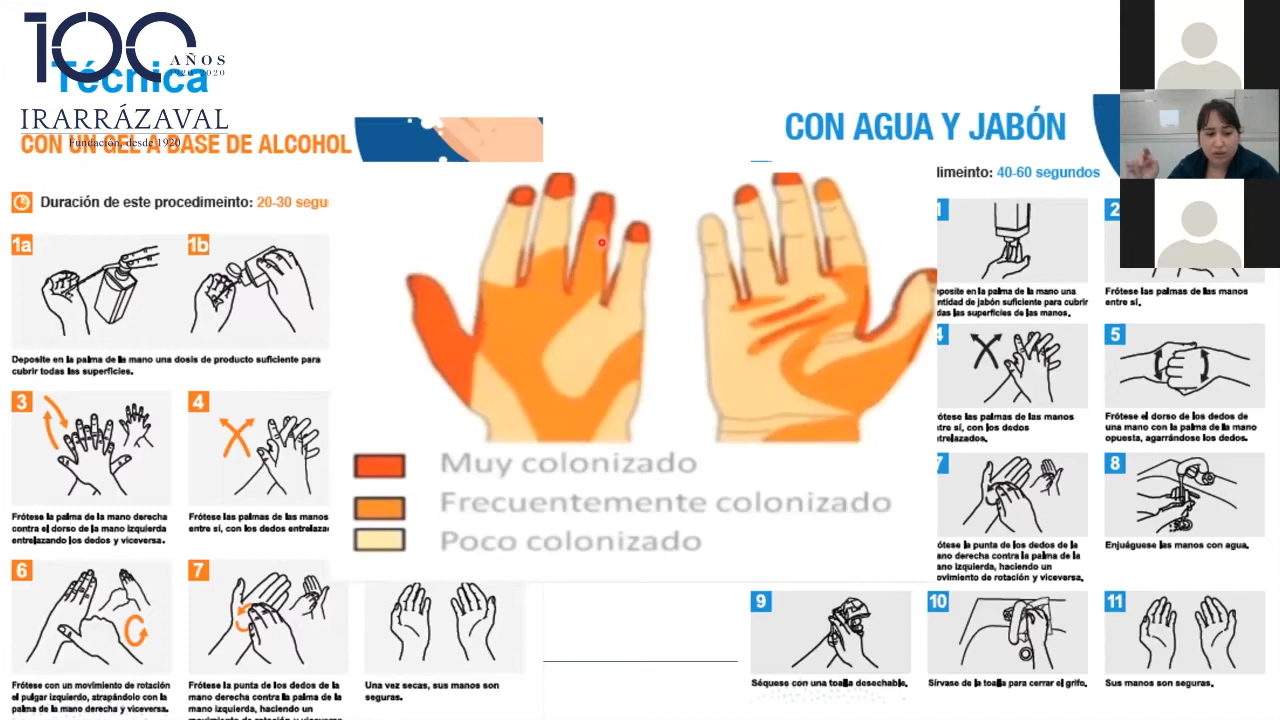 100
AÑOS
1920-2020
Técnica
IRARRÁZAVAL
Fundación, desde 1920
CON UN GEL A BASE DE ALCOHOL
Duración de este procedimeinto: 20-30 segu
1a
1b
Deposite en la palma de la mano una dosis de producto suficiente para
cubrir todas las superficies.
3
4
Frótese la palma de la mano derecha
contra el dorso de la mano izquierda
entrelazando los dedos y viceversa.
Frótese las palmas de las manos
entre sí, con los dedos entrelaza
6
7
Frótese con un movimiento de rotación
el pulgar izquierdo, atrapándolo con la
palma de la mano derecha y viceversa.
Frótese la punta de los dedos de la
mano derecha contra la palma de la
mano izquierda, haciendo un
movimiento de rotación y viceversa
Una vez secas, sus manos son
seguras.
Muy colonizado
Frecuentemente colonizado
Poco colonizado
CON AGUA Y JABÓN
limeinto: 40-60 segundos
1
2
eposite en la palma de la mano una
ntidad de jabón suficiente para cubrir
das las superficies de las manos.
Frótese las palmas de las manos
entre sí.
4
5
ótese las palmas de las manos
tre sí, con los dedos
trelazados.
Frótese el dorso de los dedos de
una mano con la palma de la mano
opuesta, agarrándose los dedos.
7
8
ótese la punta de los dedos de la
ano derecha contra la palma de la
ano izquierda, haciendo un
ovimiento de rotación y viceversa.
Enjuáguese las manos con agua.
9
10
11
Séquese con una toalla desechable.
Sírvase de la toalla para cerrar el grifo.
Sus manos son seguras.